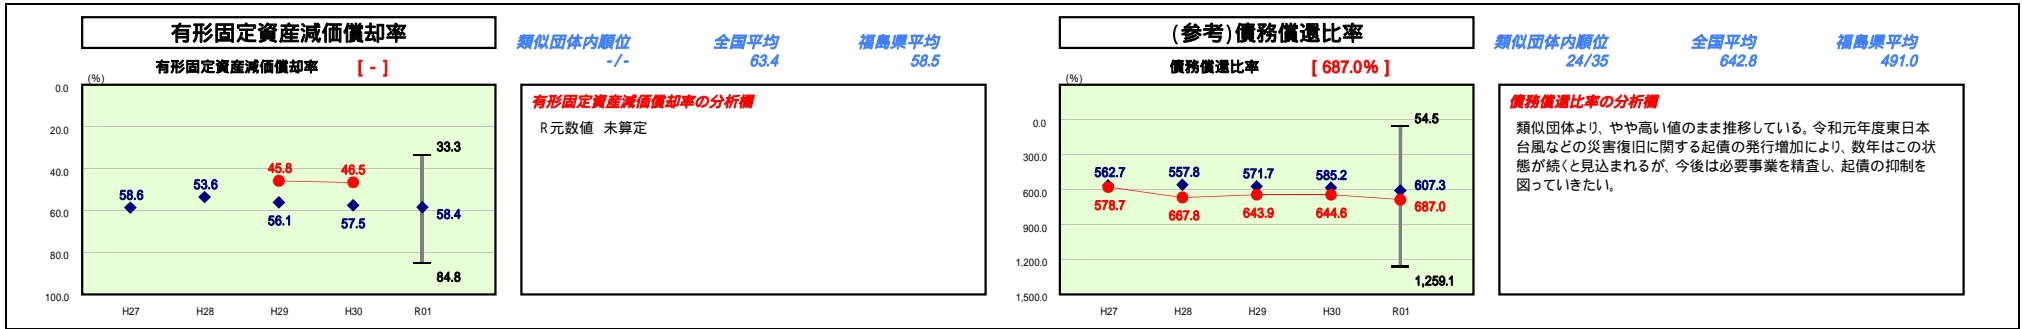 有形固定資産減価償却率
有形固定資産減価償却率 [ - ]
類似団体内順位 全国平均 福島県平均
-/- 63.4 58.5
(%)
0.0
20.0
40.0
60.0
80.0
100.0
58.6
53.6
45.8
56.1
46.5
57.5
33.3
58.4
84.8
H27 H28 H29 H30 R01
有形固定資産減価償却率の分析欄
R元数値 未算定
(参考)債務償還比率
債務償還比率 [ 687.0% ]
類似団体内順位 全国平均 福島県平均
24/35 642.8 491.0
(%)
0.0
300.0
600.0
900.0
1,200.0
1,500.0
562.7
578.7
557.8
667.8
571.7
643.9
585.2
644.6
54.5
607.3
687.0
1,259.1
H27 H28 H29 H30 R01
債務償還比率の分析欄
類似団体より、やや高い値のまま推移している。令和元年度東日本
台風などの災害復旧に関する起債の発行増加により、数年はこの状
態が続くと見込まれるが、今後は必要事業を精査し、起債の抑制を
図っていきたい。